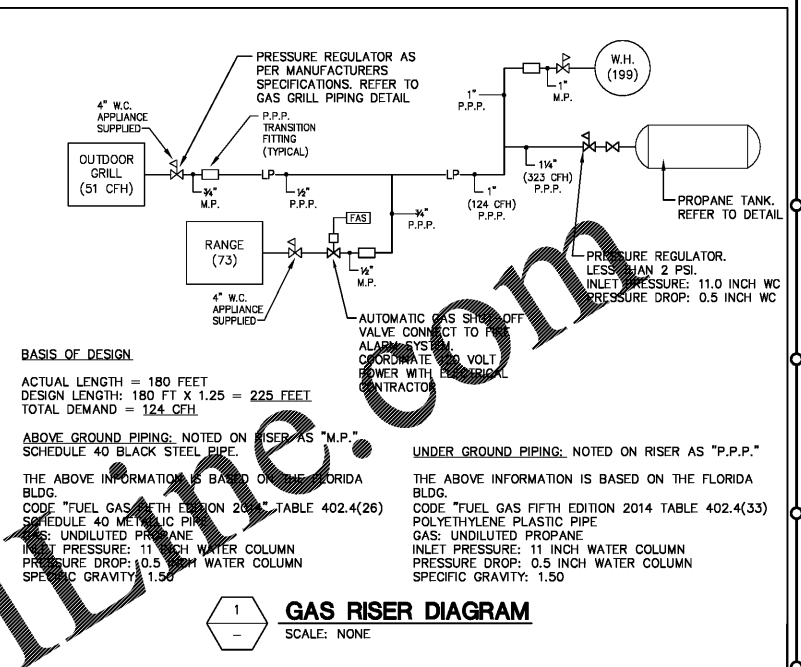 PRESSURE REGULATOR AS
PER MANUFACTURERS
SPECIFICATIONS. REFER TO
GAS GRILL PIPING DETAIL
4" W.C.
APPLIANCE
SUPPLIED
P.P.P.
TRANSITION
FITTING
(TYPICAL)
OUTDOOR
GRILL
(51 CFH)
¾"
M.P.
LP
½"
P.P.P.
LP
1"
(124 CFH)
P.P.P.
1"
P.P.P.
1"
M.P.
W.H.
(199)
1¼"
(323 CFH)
P.P.P.
PROPANE TANK.
REFER TO DETAIL
¾"
P.P.P.
FAS
RANGE
(73)
½"
M.P.
4" W.C.
APPLIANCE
SUPPLIED
PRESSURE REGULATOR.
LESS THAN 2 PSI.
INLET PRESSURE: 11.0 INCH WC
PRESSURE DROP: 0.5 INCH WC
AUTOMATIC GAS SHUT-OFF
VALVE CONNECT TO FIRE
ALARM SYSTEM.
COORDINATE 120 VOLT
POWER WITH ELECTRICAL
CONTRACTOR
BASIS OF DESIGN
ACTUAL LENGTH = 180 FEET
DESIGN LENGTH: 180 FT X 1.25 = 225 FEET
TOTAL DEMAND = 124 CFH
ABOVE GROUND PIPING: NOTED ON RISER AS "M.P."
SCHEDULE 40 BLACK STEEL PIPE.
THE ABOVE INFORMATION IS BASED ON THE FLORIDA
BLDG.
CODE "FUEL GAS FIFTH EDITION 2014" TABLE 402.4(26)
SCHEDULE 40 METALLIC PIPE
GAS: UNDILUTED PROPANE
INLET PRESSURE: 11 INCH WATER COLUMN
PRESSURE DROP: 0.5 INCH WATER COLUMN
SPECIFIC GRAVITY: 1.50
UNDER GROUND PIPING: NOTED ON RISER AS "P.P.P."
THE ABOVE INFORMATION IS BASED ON THE FLORIDA
BLDG.
CODE "FUEL GAS FIFTH EDITION 2014 TABLE 402.4(33)
POLYETHYLENE PLASTIC PIPE
GAS: UNDILUTED PROPANE
INLET PRESSURE: 11 INCH WATER COLUMN
PRESSURE DROP: 0.5 INCH WATER COLUMN
SPECIFIC GRAVITY: 1.50
1
-
GAS RISER DIAGRAM
SCALE: NONE
Line.com